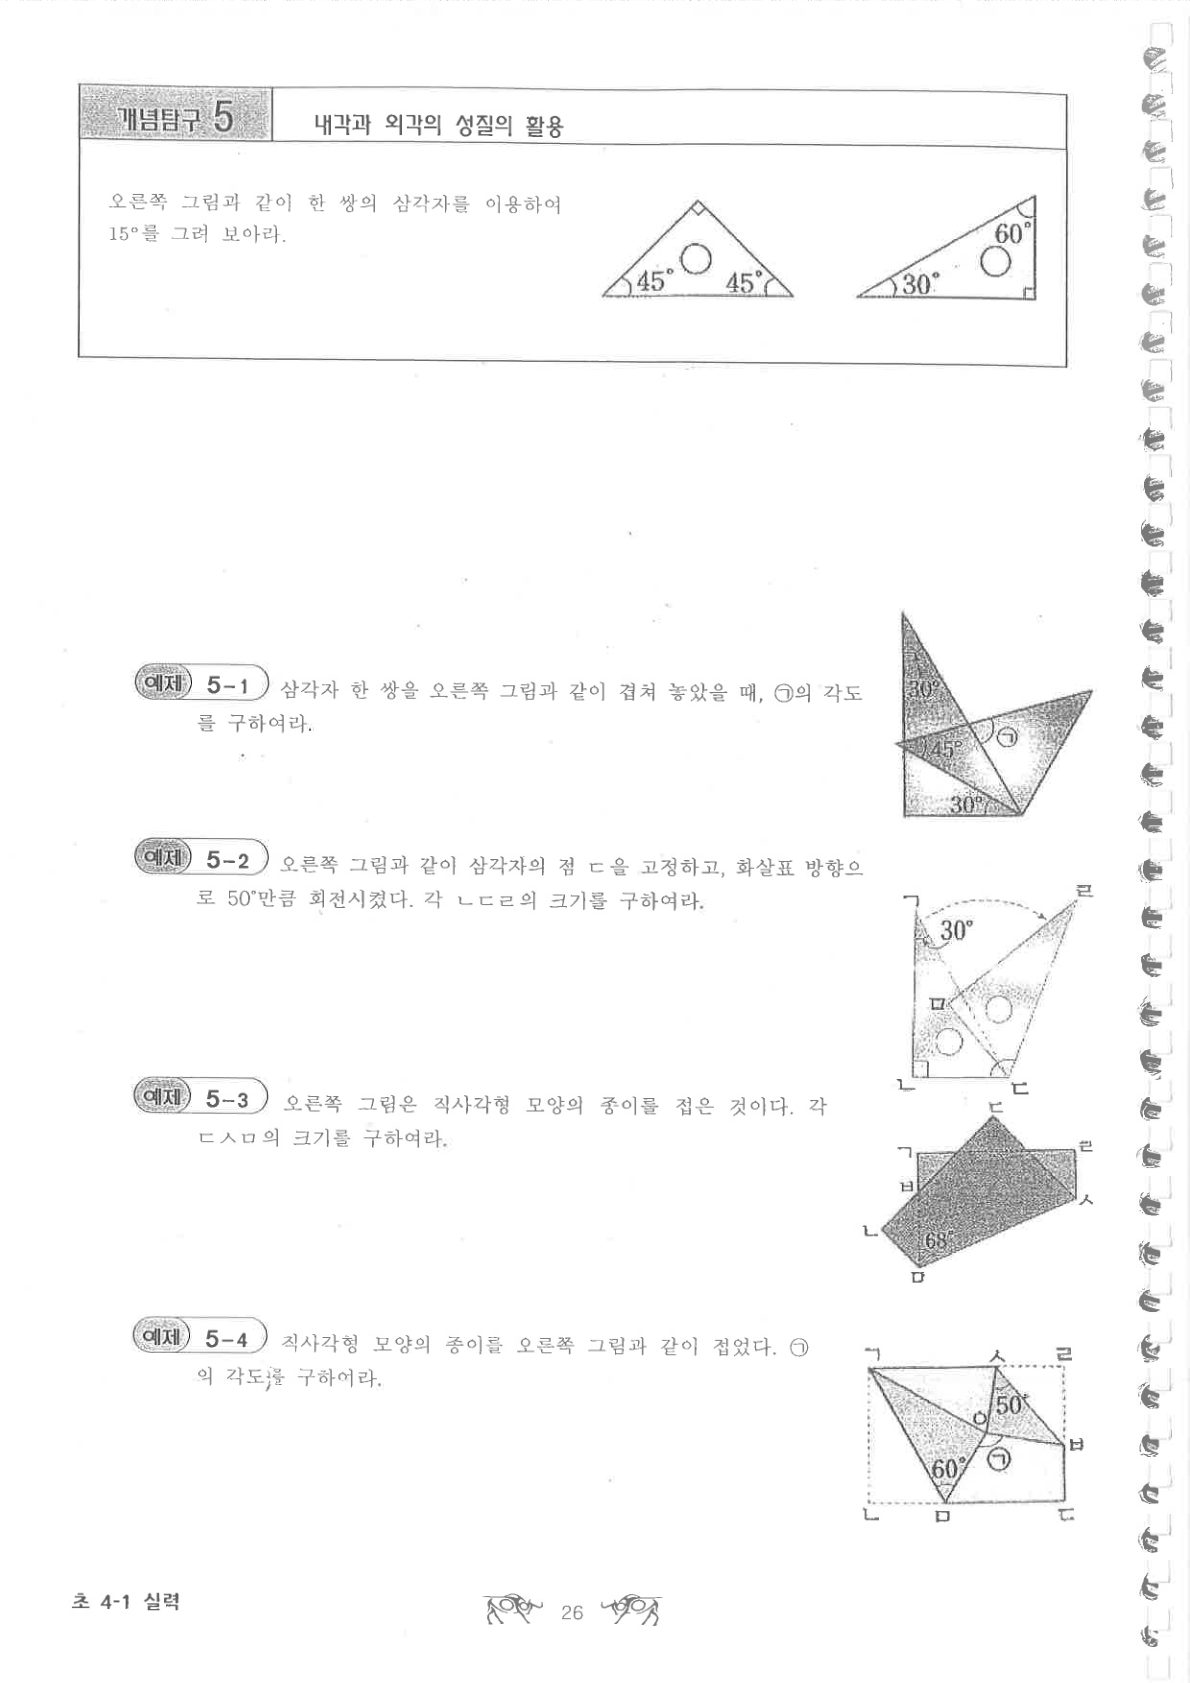 개념탐구 5
내각과 외각의 성질의 활용
오른쪽 그림과 같이 한 쌍의 삼각자를 이용하여
15°를 그려 보아라.
45° 45°
60°
30°
예제 5-1 삼각자 한 쌍을 오른쪽 그림과 같이 겹쳐 놓았을 때, ㉠의 각도
를 구하여라.
30°
45° ㉠
30°
예제 5-2 오른쪽 그림과 같이 삼각자의 점 ㄷ을 고정하고, 화살표 방향으
로 50°만큼 회전시켰다. 각 ㄴㄷㄹ의 크기를 구하여라.
ㄱ ㄹ
30°
ㅁ
ㄴ ㄷ
예제 5-3 오른쪽 그림은 직사각형 모양의 종이를 접은 것이다. 각
ㄷㅅㅁ의 크기를 구하여라.
ㄷ
ㄱ ㄹ
ㅂ ㅅ
ㄴ 68°
ㅁ
예제 5-4 직사각형 모양의 종이를 오른쪽 그림과 같이 접었다. ㉠
의 각도를 구하여라.
ㄱ ㅅ ㄹ
50°
ㅇ ㅂ
60° ㉠
ㄴ ㅁ ㄷ
초 4-1 실력
26